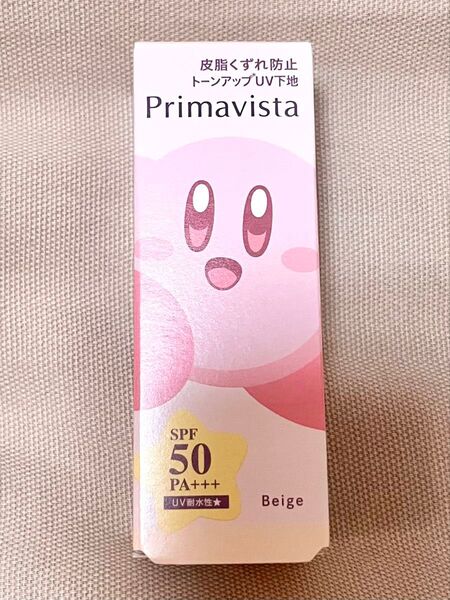 皮脂くずれ防止
トーンアップUV下地
Primavista
SPF
50
PA+++
UV耐水性★
Beige